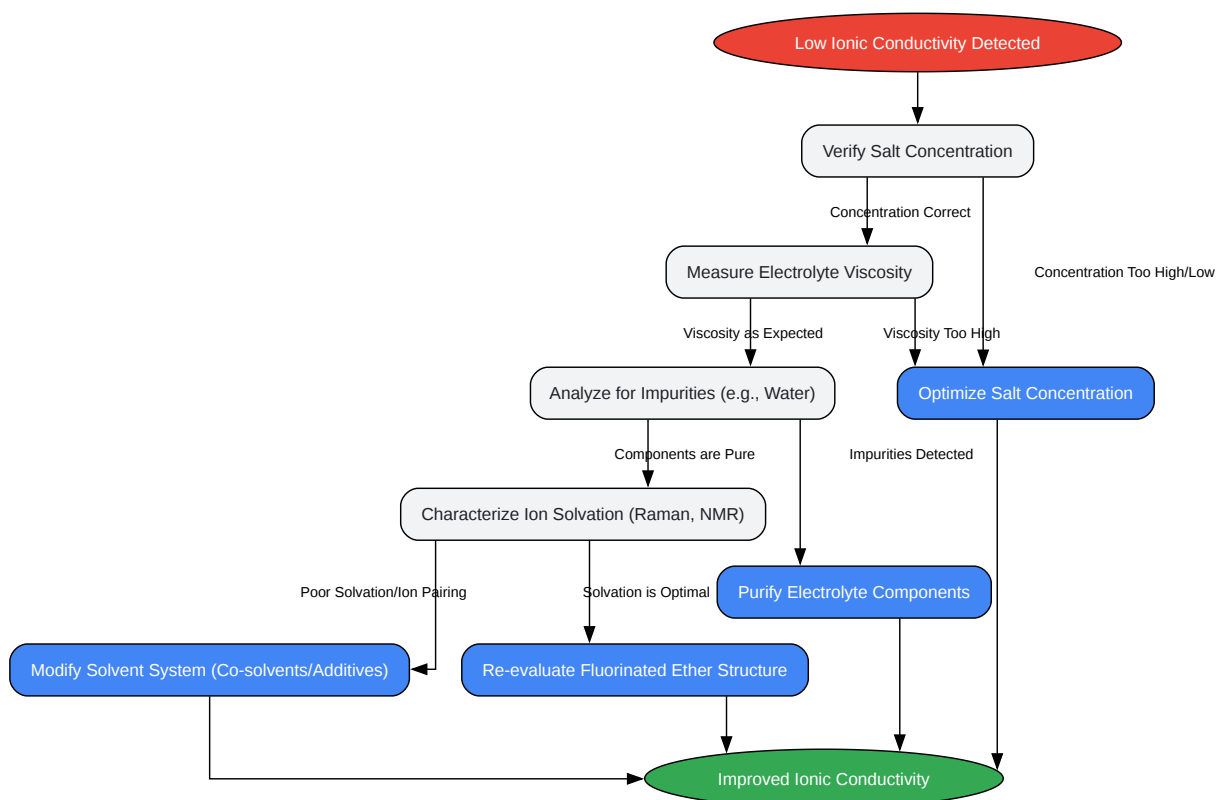 Low Ionic Conductivity Detected
Verify Salt Concentration
Concentration Correct
Measure Electrolyte Viscosity
Concentration Too High/Low
Viscosity as Expected
Viscosity Too High
Analyze for Impurities (e.g., Water)
Optimize Salt Concentration
Components are Pure
Impurities Detected
Characterize Ion Solvation (Raman, NMR)
Poor Solvation/Ion Pairing
Solvation is Optimal
Purify Electrolyte Components
Modify Solvent System (Co-solvents/Additives)
Re-evaluate Fluorinated Ether Structure
Improved Ionic Conductivity